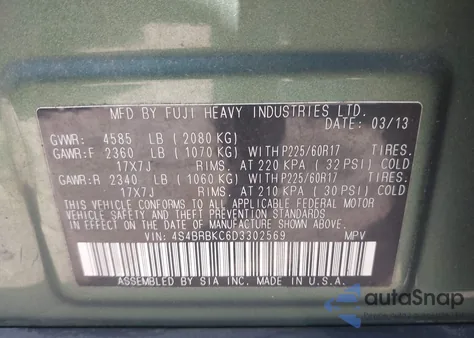 MFD BY FUJI HEAVY INDUSTRIES LTD.
DATE: 03/13
GVWR: 4585 LB (2080 KG)
GAWR:F 2360 LB (1070 KG) WITH P225/60R17 TIRES.
17X7J RIMS. AT 220 KPA (32 PSI) COLD
GAWR:R 2340 LB (1060 KG) WITH P225/60R17 TIRES.
17X7J RIMS. AT 210 KPA (30 PSI) COLD
THIS VEHICLE CONFORMS TO ALL APPLICABLE FEDERAL MOTOR
VEHICLE SAFETY AND THEFT PREVENTION STANDARDS IN
EFFECT ON THE DATE OF MANUFACTURE SHOWN ABOVE.
VIN: 4S4BRBKC6D3302569 MPV
ASSEMBLED BY SIA INC. MADE IN U.S.A.
autoSnap